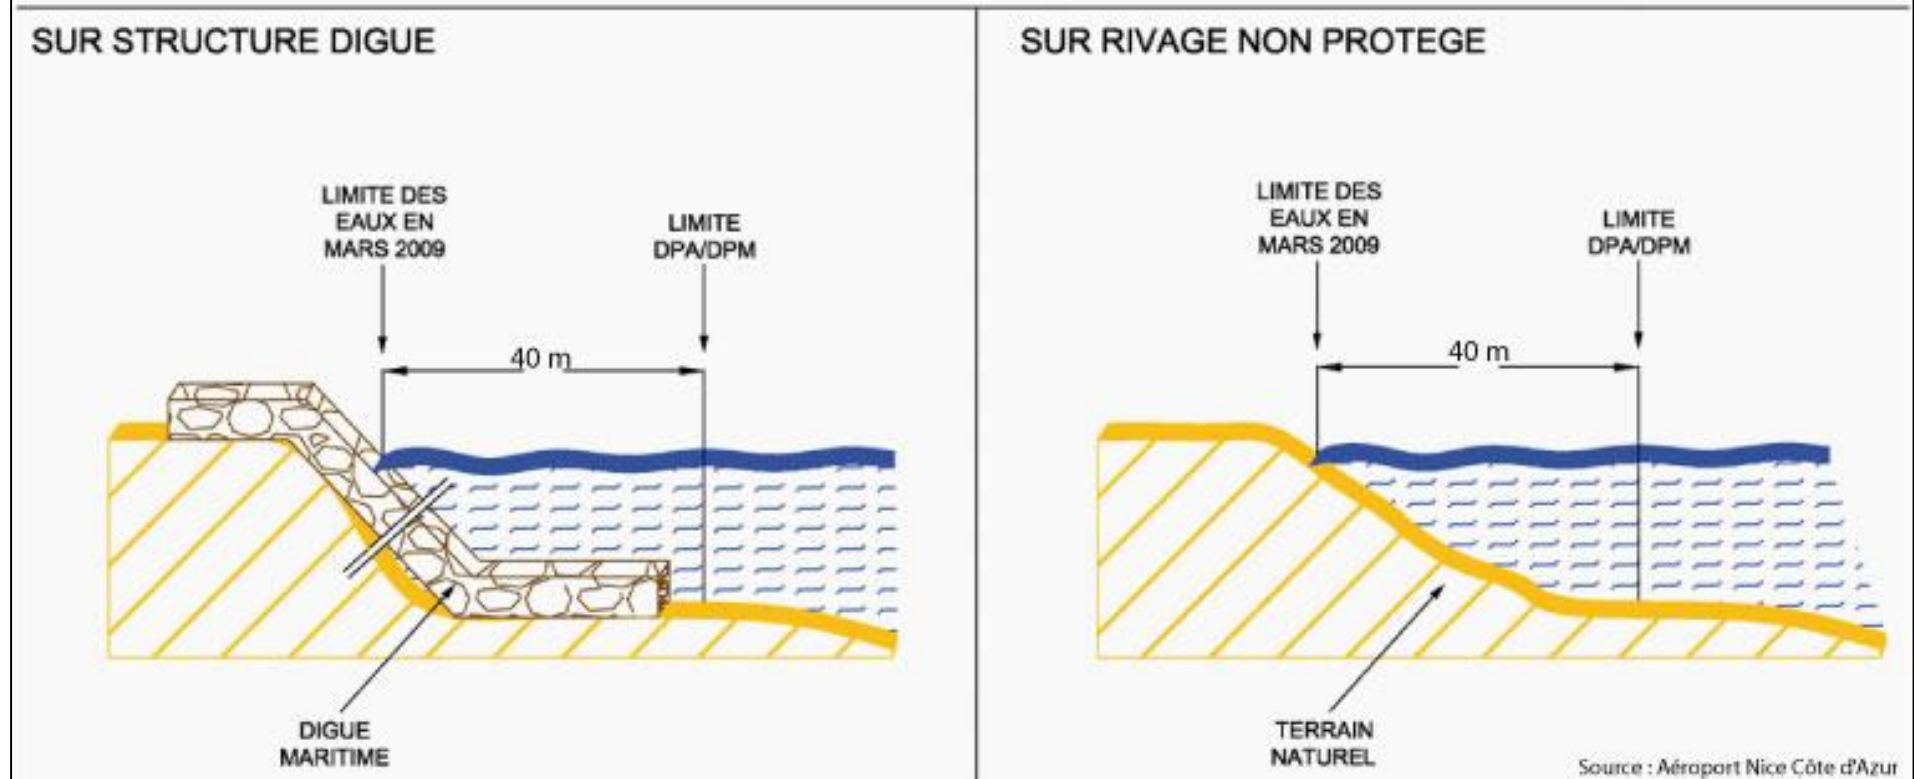 SUR STRUCTURE DIGUE
LIMITE DES
EAUX EN
MARS 2009
LIMITE
DPA/DPM
40 m
DIGUE
MARITIME
SUR RIVAGE NON PROTEGE
LIMITE DES
EAUX EN
MARS 2009
LIMITE
DPA/DPM
40 m
TERRAIN
NATUREL
Source : Aéroport Nice Côte d'Azur